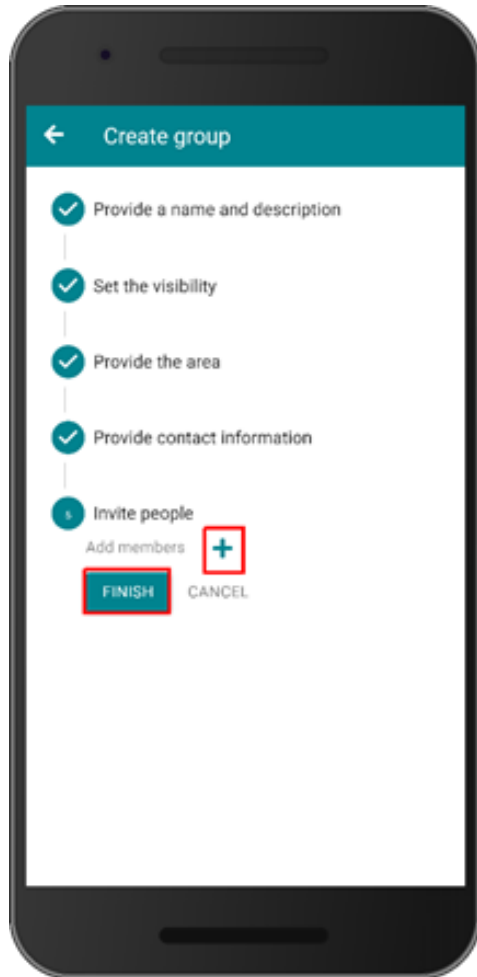 Create group
Provide a name and description
Set the visibility
Provide the area
Provide contact information
5 Invite people
Add members +
FINISH CANCEL